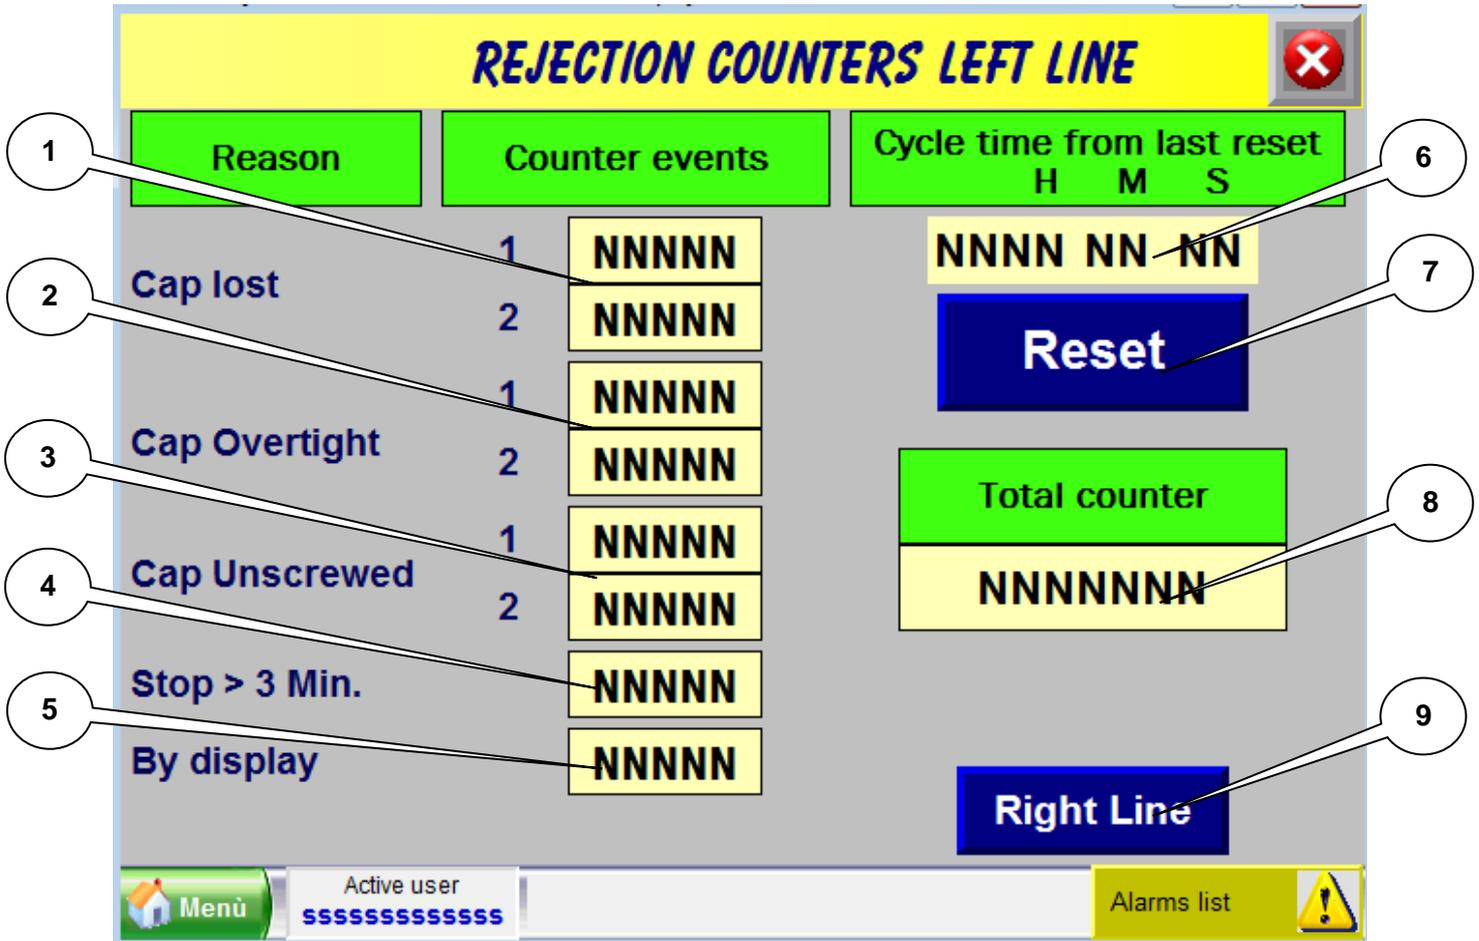 REJECTION COUNTERS LEFT LINE
Reason
Counter events
Cycle time from last reset
H M S
1
6
Cap lost
1
NNNNN
NNNN NN NN
2
NNNNN
2
Reset
7
Cap Overtight
1
NNNNN
2
NNNNN
3
Total counter
8
NNNNNNN
Cap Unscrewed
1
NNNNN
2
NNNNN
4
Stop > 3 Min.
NNNNN
5
By display
NNNNN
9
Right Line
Menù
Active user
sssssssssssss
Alarms list